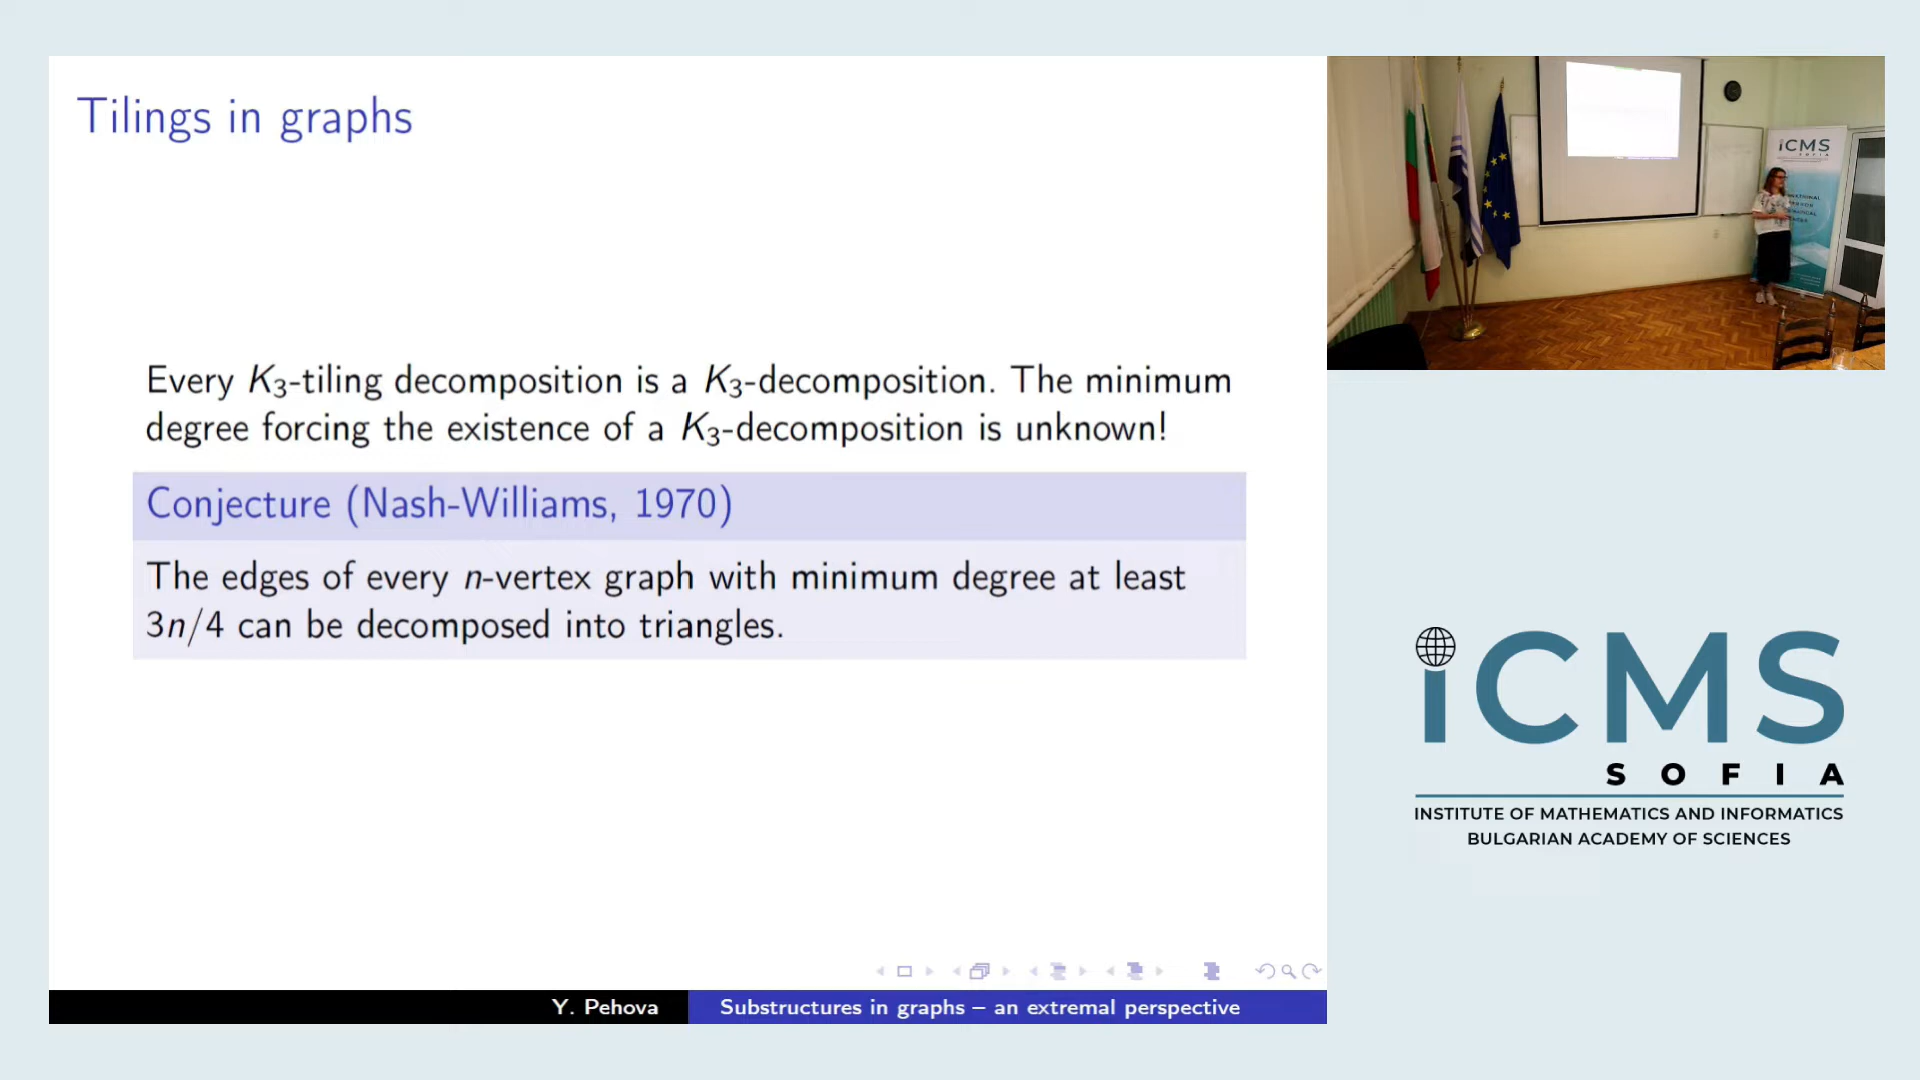 Tilings in graphs
Every K₃-tiling decomposition is a K₃-decomposition. The minimum
degree forcing the existence of a K₃-decomposition is unknown!
Conjecture (Nash-Williams, 1970)
The edges of every n-vertex graph with minimum degree at least
3n/4 can be decomposed into triangles.
Y. Pehova
Substructures in graphs – an extremal perspective
iCMS
SOFIA
iCMS
SOFIA
INSTITUTE OF MATHEMATICS AND INFORMATICS
BULGARIAN ACADEMY OF SCIENCES